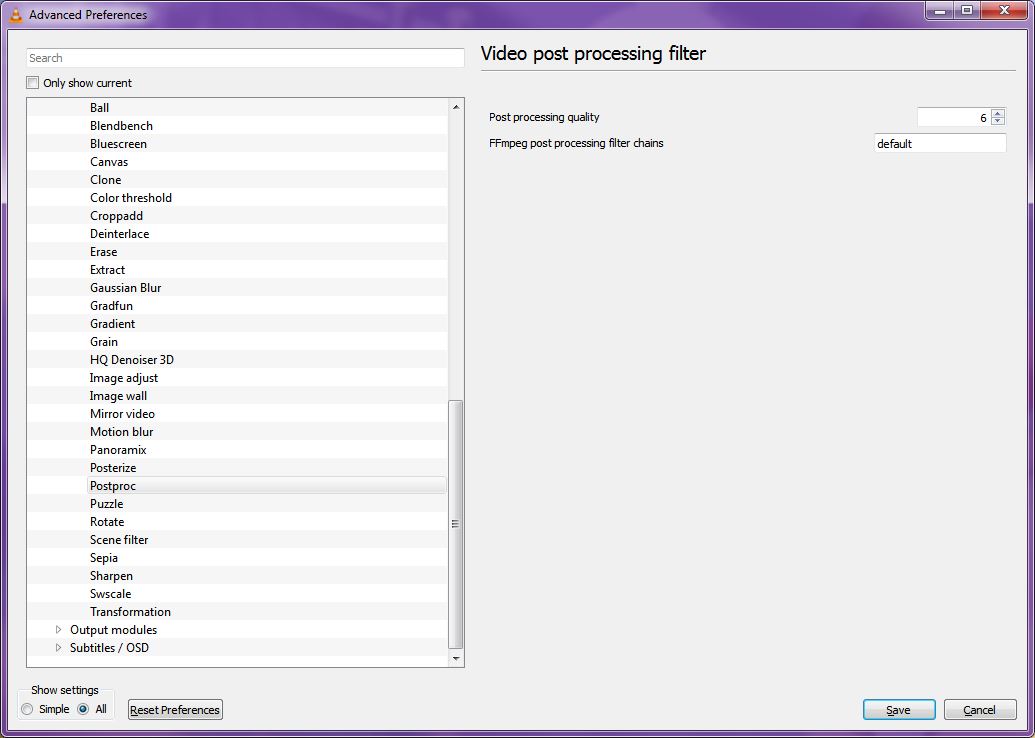 Advanced Preferences
Search
Only show current
Ball
Blendbench
Bluescreen
Canvas
Clone
Color threshold
Croppadd
Deinterlace
Erase
Extract
Gaussian Blur
Gradfun
Gradient
Grain
HQ Denoiser 3D
Image adjust
Image wall
Mirror video
Motion blur
Panoramix
Posterize
Postproc
Puzzle
Rotate
Scene filter
Sepia
Sharpen
Swscale
Transformation
Output modules
Subtitles / OSD
Show settings
Simple All
Reset Preferences
Video post processing filter
Post processing quality 6
FFmpeg post processing filter chains default
Save Cancel